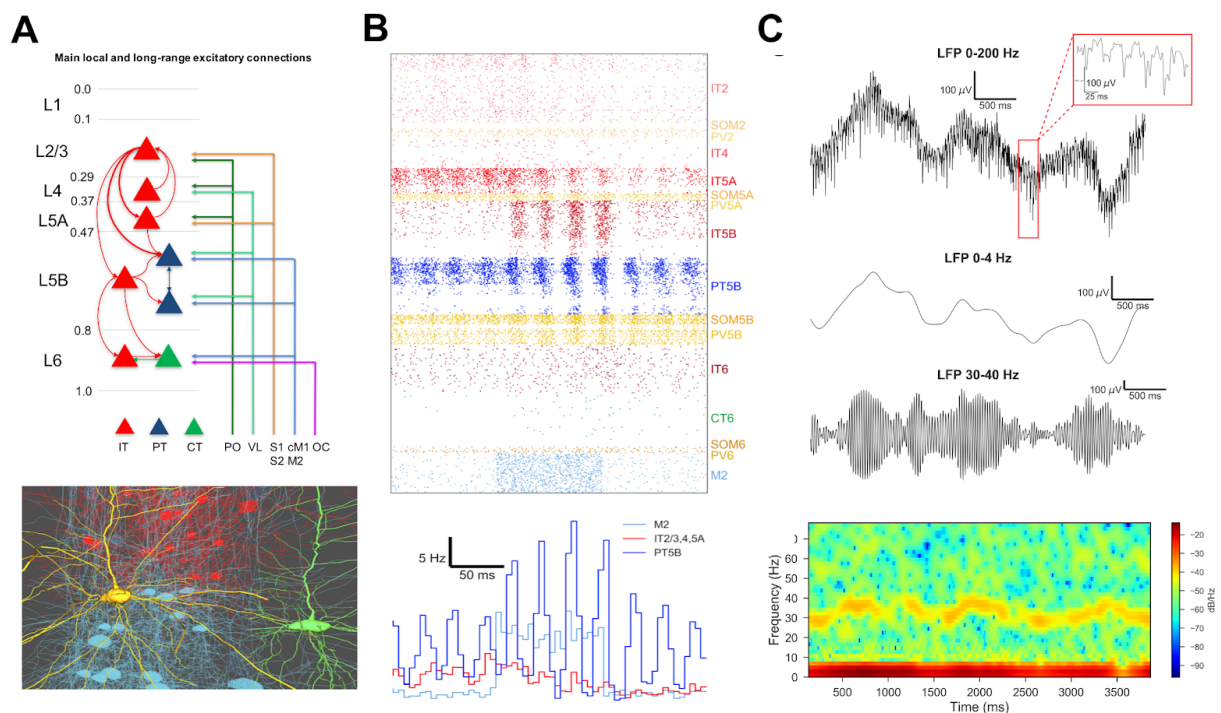 A
Main local and long-range excitatory connections
L1
0.0
0.1
L2/3
0.29
L4
0.37
L5A
0.47
L5B
0.8
L6
1.0
IT PT CT
PO VL S1 cM1 OC
S2 M2
B
IT2
SOM2
PV2
IT4
IT5A
SOM5A
PV5A
IT5B
PT5B
SOM5B
PV5B
IT6
CT6
SOM6
PV6
M2
5 Hz
50 ms
M2
IT2/3,4,5A
PT5B
C
LFP 0-200 Hz
100 µV
500 ms
100 µV
25 ms
LFP 0-4 Hz
100 µV
500 ms
LFP 30-40 Hz
100 µV
500 ms
Frequency (Hz)
80
60
50
40
30
20
10
0
500 1000 1500 2000 2500 3000 3500
Time (ms)
−20
−30
−40
−50
−60
−70
−80
−90
dB/Hz